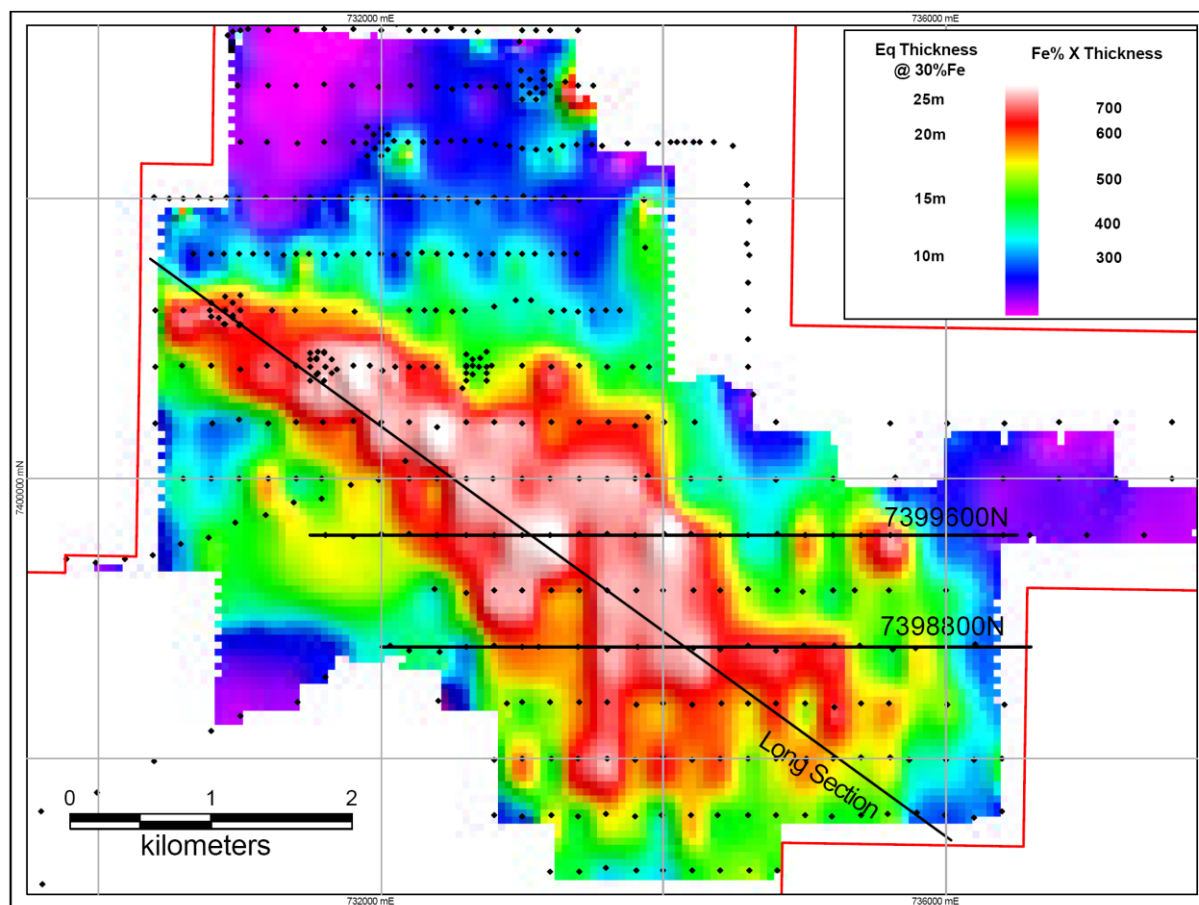 732000 mE
736000 mE
Eq Thickness
@ 30%Fe
Fe% X Thickness
25m
700
20m
600
15m
500
400
10m
300
7400000 mN
7399600N
7398800N
Long Section
0 1 2
kilometers
732000 mE
736000 mE